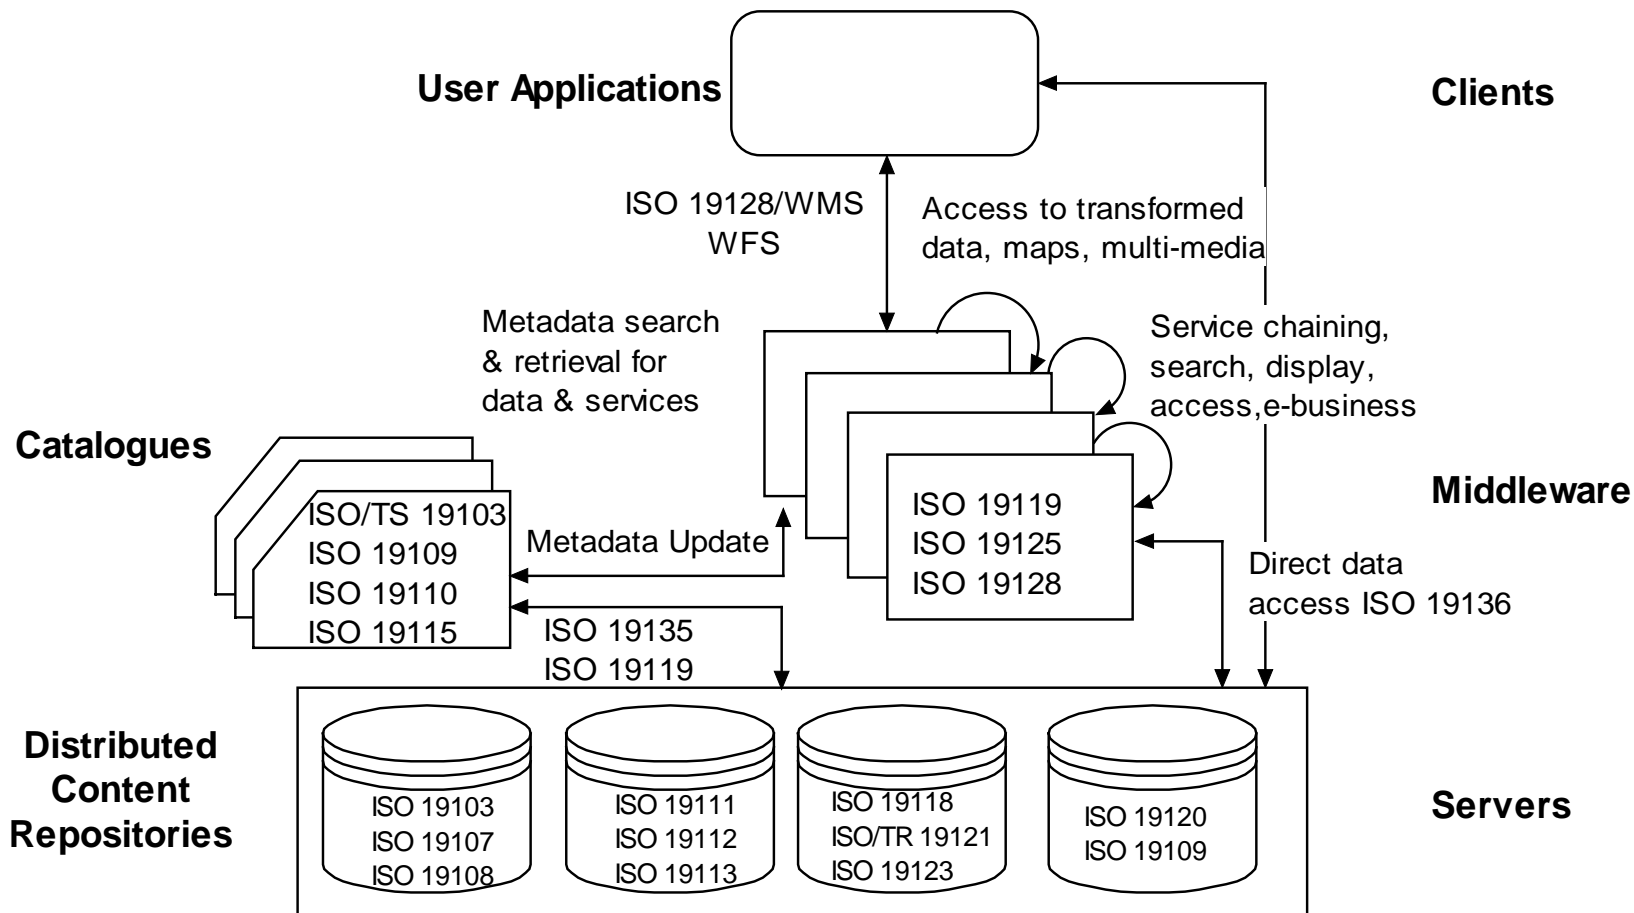 User Applications
Clients
ISO 19128/WMS
WFS
Access to transformed
data, maps, multi-media
Metadata search
& retrieval for
data & services
Service chaining,
search, display,
access,e-business
Catalogues
Middleware
ISO/TS 19103
ISO 19109
ISO 19110
ISO 19115
Metadata Update
ISO 19119
ISO 19125
ISO 19128
Direct data
access ISO 19136
ISO 19135
ISO 19119
Distributed
Content
Repositories
ISO 19103
ISO 19107
ISO 19108
ISO 19111
ISO 19112
ISO 19113
ISO 19118
ISO/TR 19121
ISO 19123
ISO 19120
ISO 19109
Servers